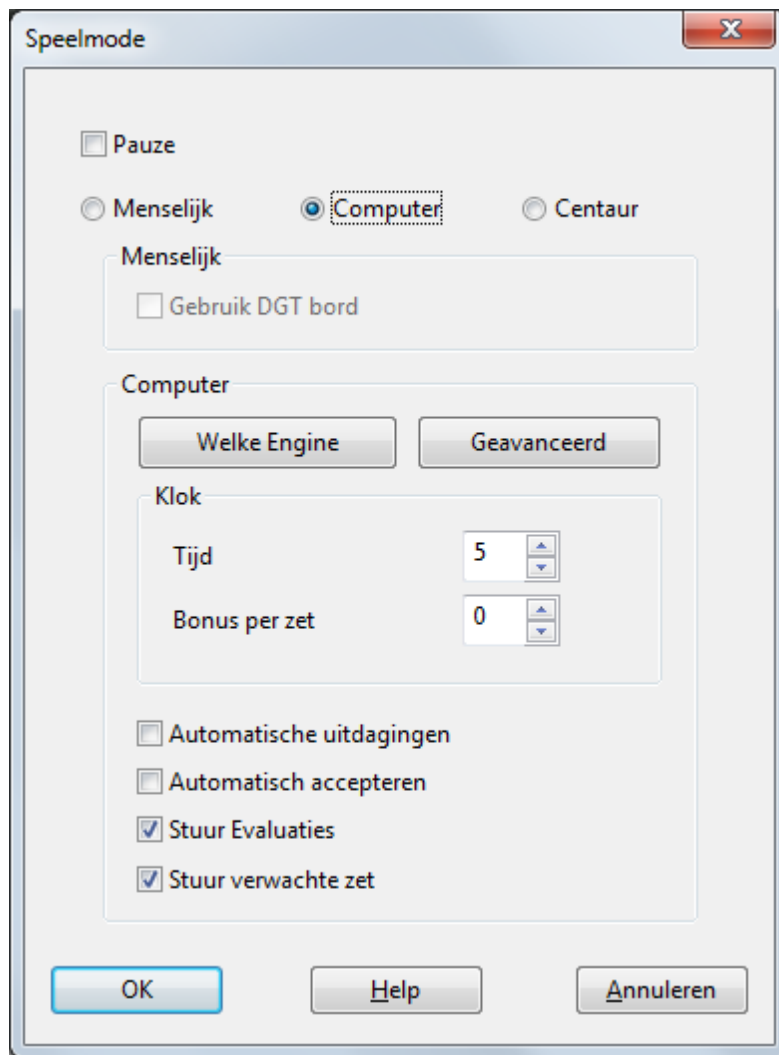 Speelmode
Pauze
Menselijk Computer Centaur
Menselijk
Gebruik DGT bord
Computer
Welke Engine Geavanceerd
Klok
Tijd 5
Bonus per zet 0
Automatische uitdagingen
Automatisch accepteren
Stuur Evaluaties
Stuur verwachte zet
OK Help Annuleren